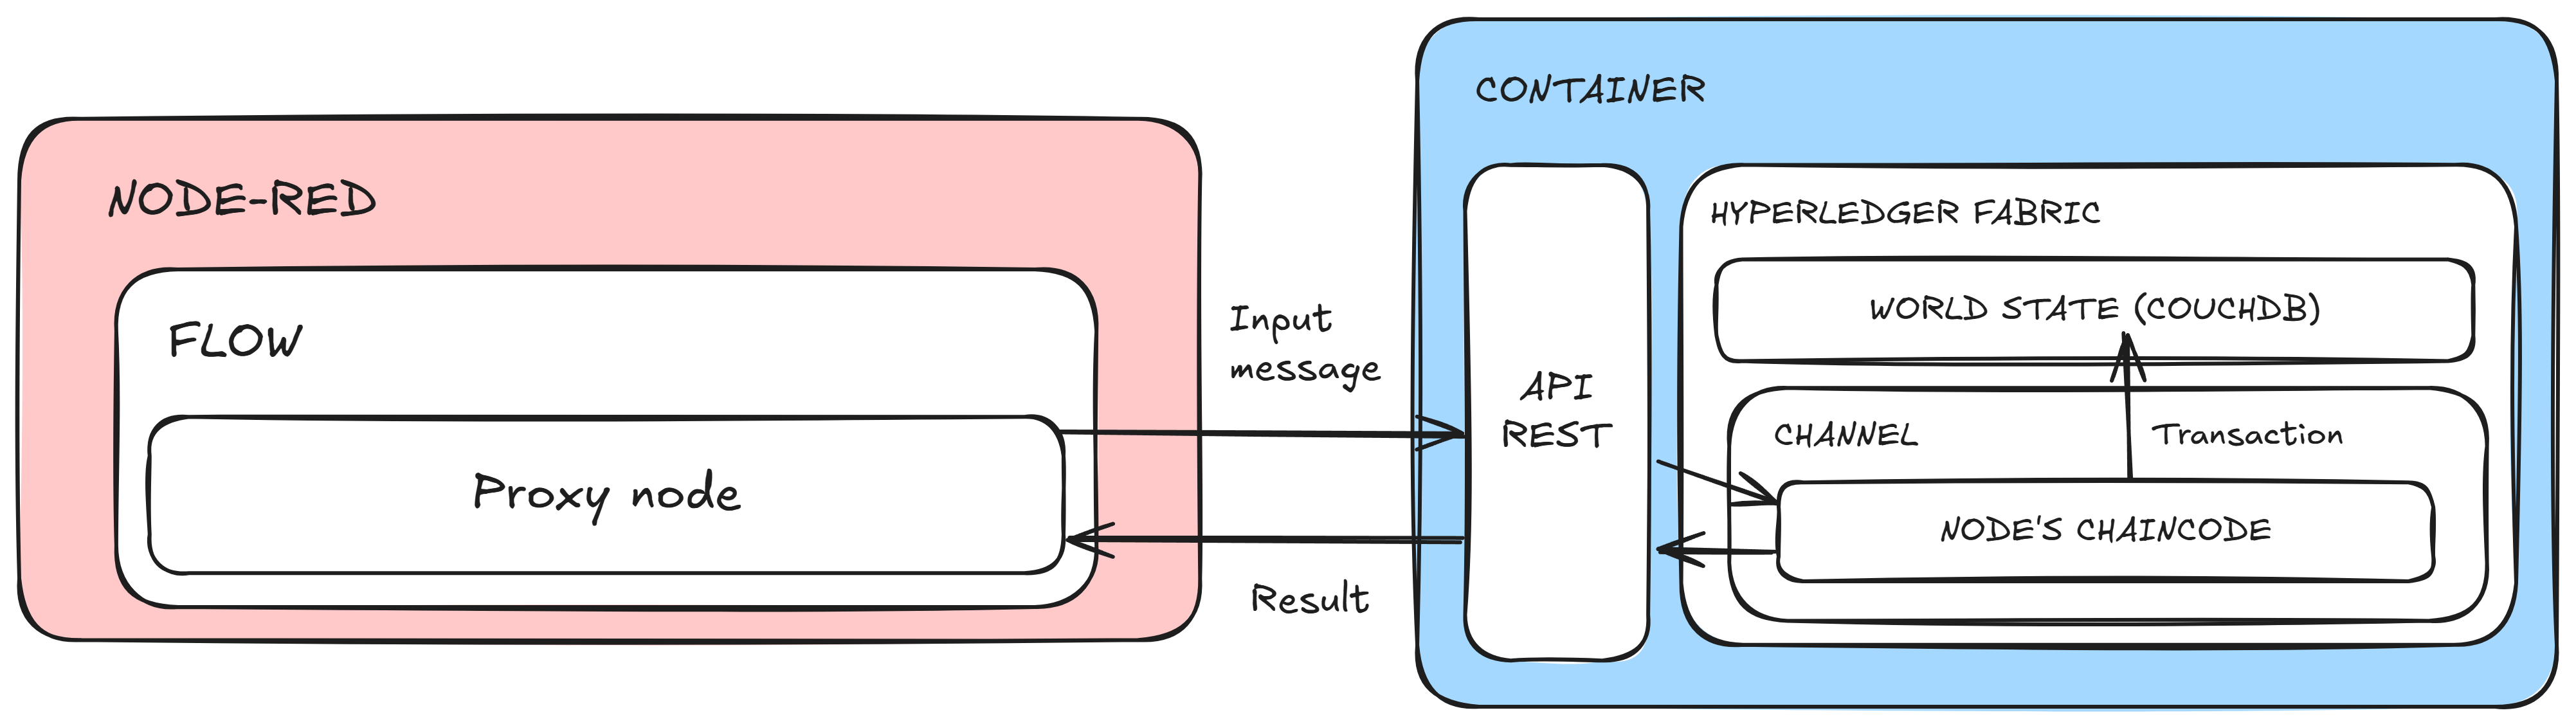 NODE-RED
FLOW
Proxy node
Input
message
Result
CONTAINER
API
REST
HYPERLEDGER FABRIC
WORLD STATE (COUCHDB)
CHANNEL
Transaction
NODE'S CHAINCODE